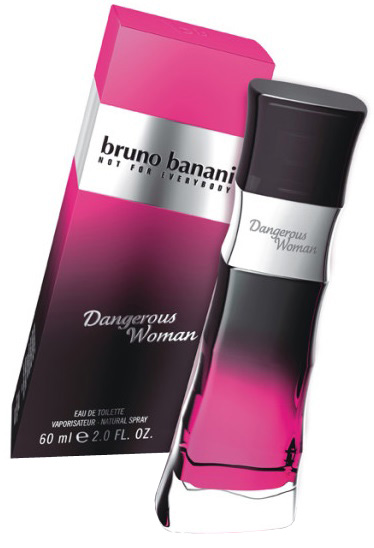 bruno banani
NOT FOR EVERYBODY
Dangerous
Woman
EAU DE TOILETTE
VAPORISATEUR - NATURAL SPRAY
60 ml ℮ 2.0 FL. OZ.
Dangerous
Woman